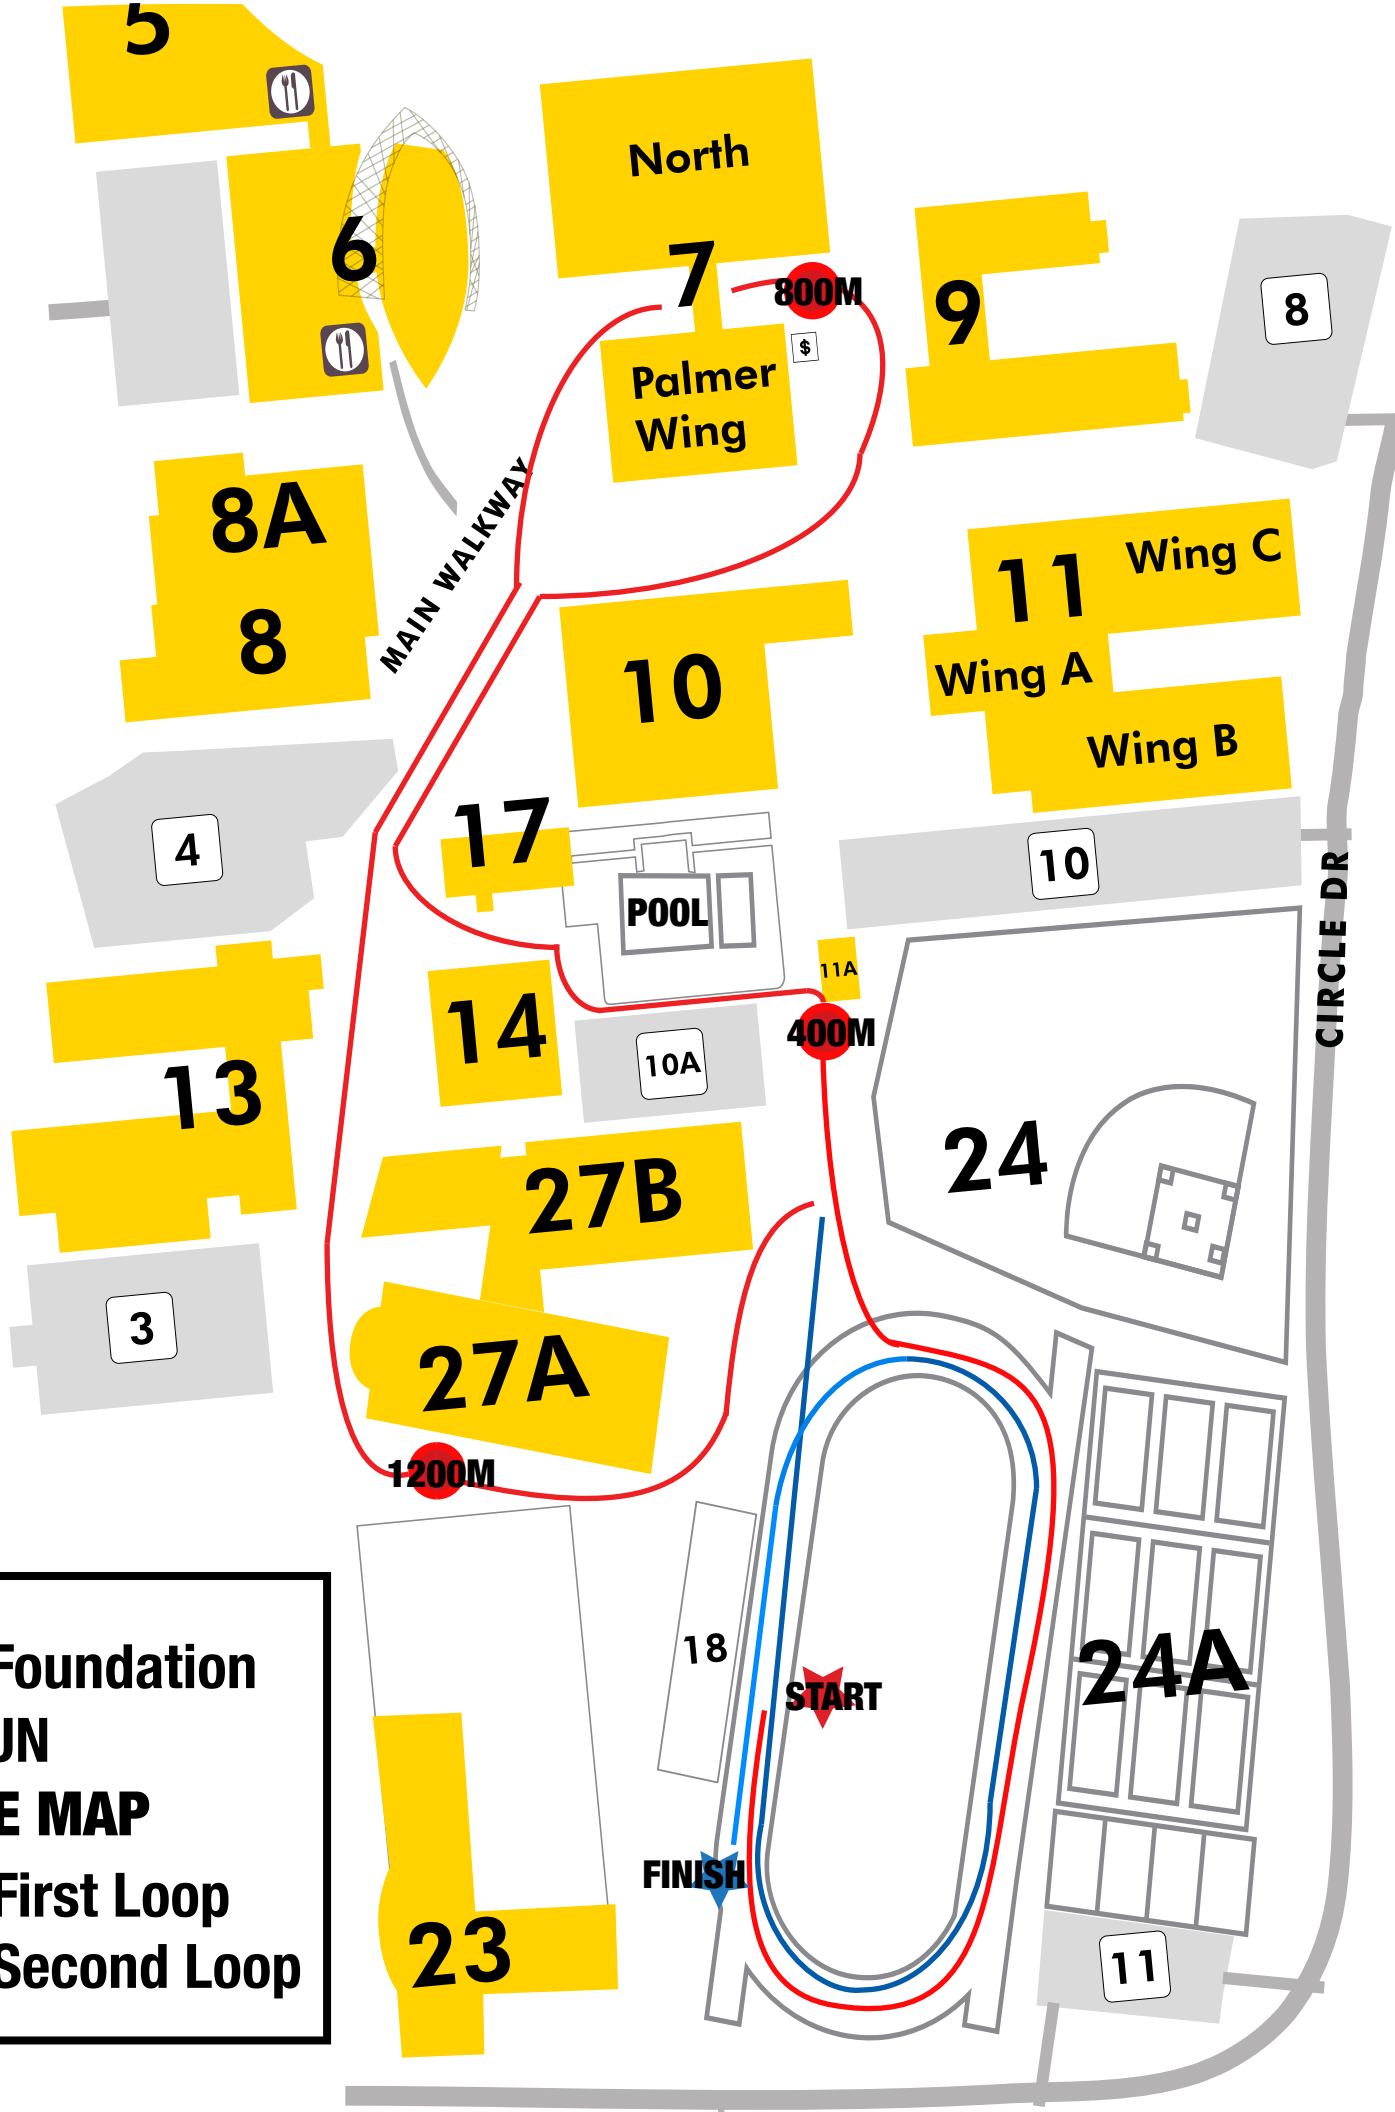 5
North
6
7
800M
9
8
$
Palmer
Wing
MAIN WALKWAY
8A
8
11
Wing C
Wing A
Wing B
10
17
4
POOL
10
CIRCLE DR
11A
14
400M
10A
13
24
27B
3
27A
1200M
18
24A
START
FINISH
Foundation
UN
E MAP
First Loop
Second Loop
23
11